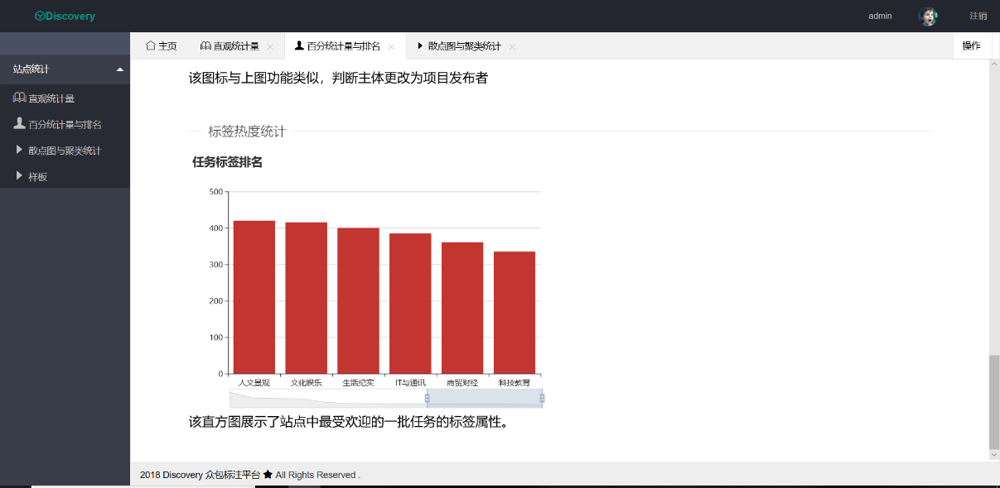 Discovery
admin
注销
主页
直观统计量
百分统计量与排名
散点图与聚类统计
操作
站点统计
直观统计量
百分统计量与排名
散点图与聚类统计
样板
该图标与上图功能类似，判断主体更改为项目发布者
标签热度统计
任务标签排名
500
400
300
200
100
0
人文景观
文化娱乐
生活纪实
IT与通讯
商贸财经
科技教育
该直方图展示了站点中最受欢迎的一批任务的标签属性。
2018 Discovery 众包标注平台 ★ All Rights Reserved .